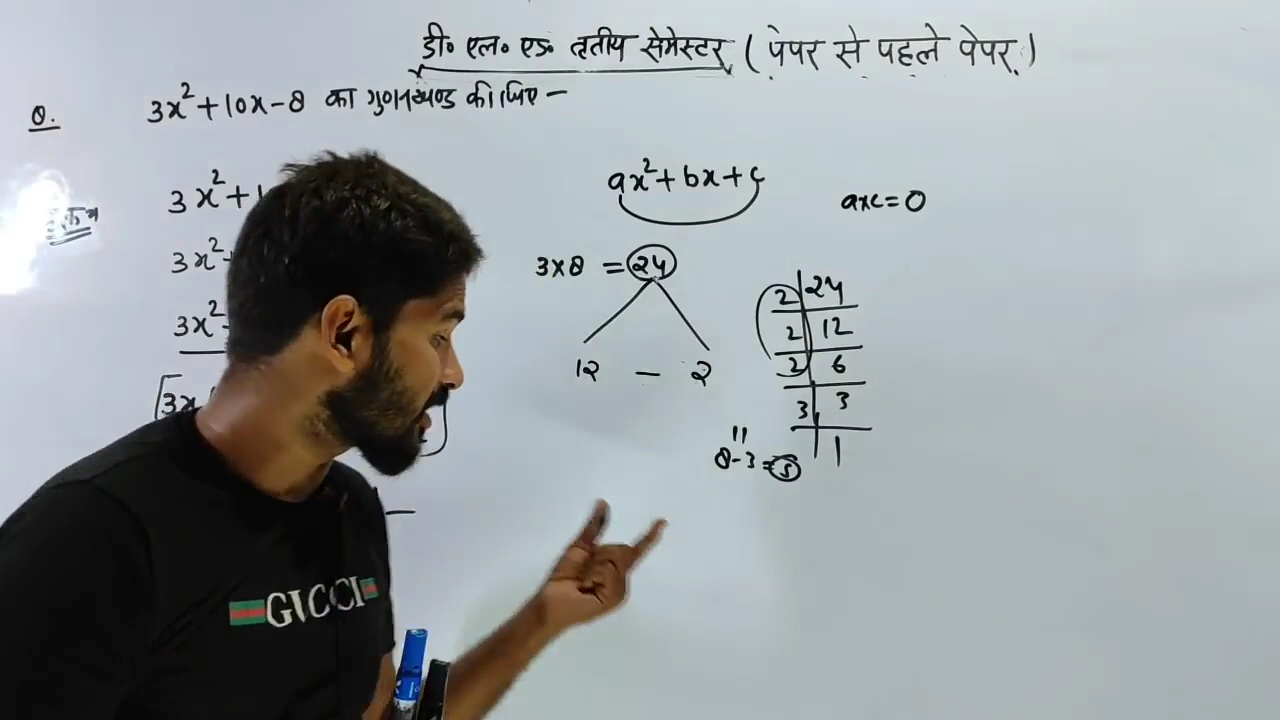 डी० एल० एड० तृतीय सेमेस्टर ( पेपर से पहले पेपर )
Q. 3x²+10x-8 का गुणनखण्ड कीजिए -
3x²+1
ax²+bx+c
axc=0
3x²
3x8 = 24
3x²-
12 - 2
3x
2 24
2 12
2 6
3 3
1
8-3=5
GUCCI